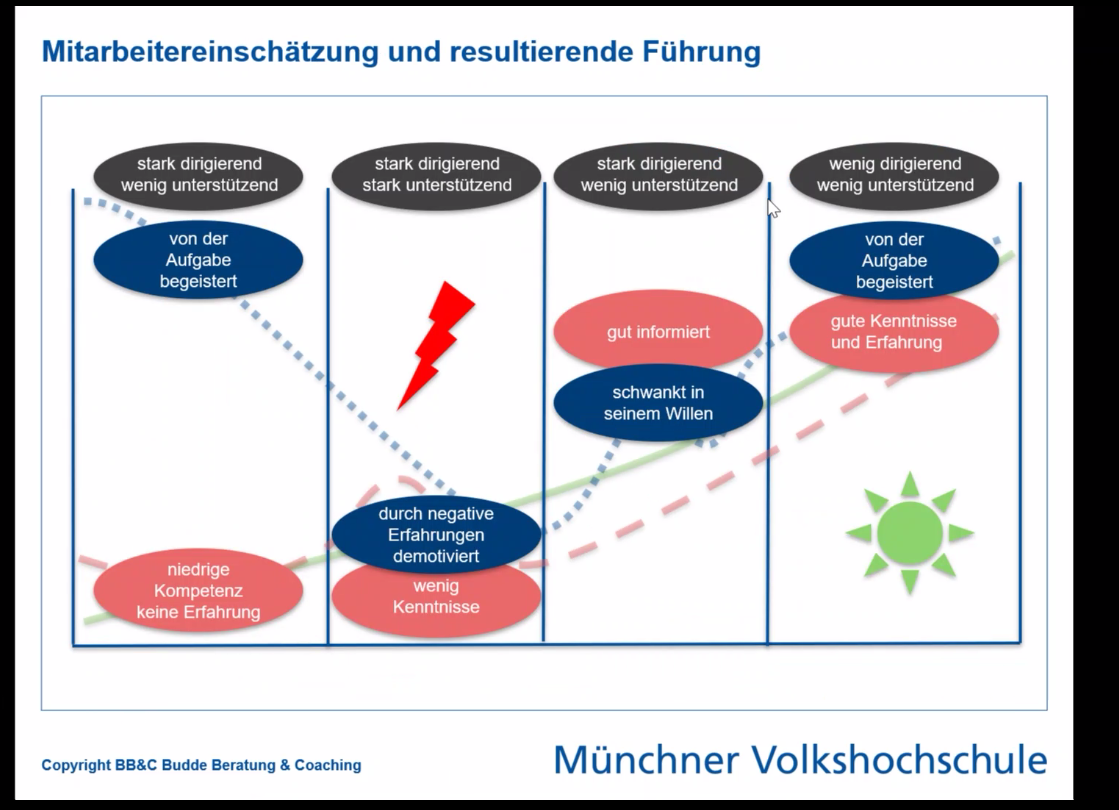 Mitarbeitereinschätzung und resultierende Führung
stark dirigierend
wenig unterstützend
stark dirigierend
stark unterstützend
stark dirigierend
wenig unterstützend
wenig dirigierend
wenig unterstützend
von der
Aufgabe
begeistert
von der
Aufgabe
begeistert
gut informiert
gute Kenntnisse
und Erfahrung
schwankt in
seinem Willen
durch negative
Erfahrungen
demotiviert
niedrige
Kompetenz
keine Erfahrung
wenig
Kenntnisse
Copyright BB&C Budde Beratung & Coaching
Münchner Volkshochschule